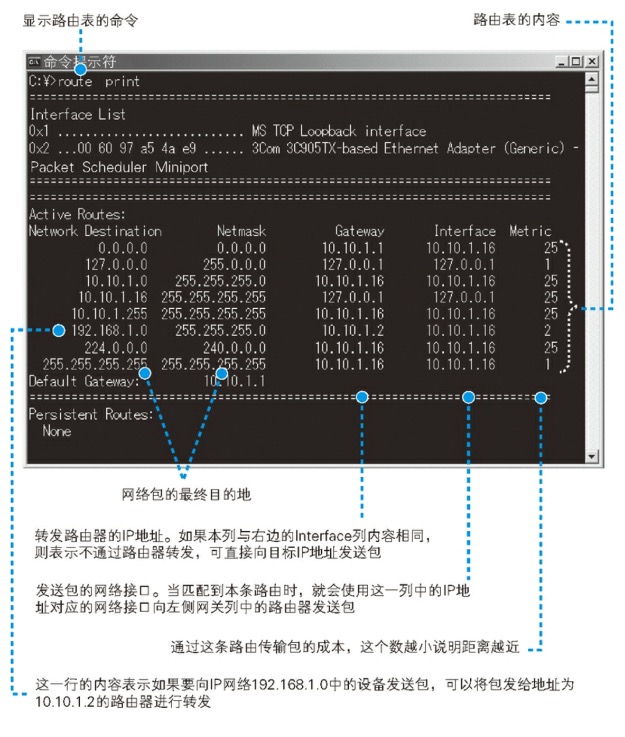 显示路由表的命令
路由表的内容
命令提示符
C:¥>route print
Interface List
0x1 ........................... MS TCP Loopback interface
0x2 ...00 60 97 a5 4a e9 ...... 3Com 3C905TX-based Ethernet Adapter (Generic) -
Packet Scheduler Miniport
Active Routes:
Network Destination Netmask Gateway Interface Metric
0.0.0.0 0.0.0.0 10.10.1.1 10.10.1.16 25
127.0.0.0 255.0.0.0 127.0.0.1 127.0.0.1 1
10.10.1.0 255.255.255.0 10.10.1.16 10.10.1.16 25
10.10.1.16 255.255.255.255 127.0.0.1 127.0.0.1 25
10.10.1.255 255.255.255.255 10.10.1.16 10.10.1.16 25
192.168.1.0 255.255.255.0 10.10.1.2 10.10.1.16 2
224.0.0.0 240.0.0.0 10.10.1.16 10.10.1.16 25
255.255.255.255 255.255.255.255 10.10.1.16 10.10.1.16 1
Default Gateway: 10.10.1.1
Persistent Routes:
None
网络包的最终目的地
转发路由器的IP地址。如果本列与右边的Interface列内容相同，
则表示不通过路由器转发，可直接向目标IP地址发送包
发送包的网络接口。当匹配到本条路由时，就会使用这一列中的IP地
址对应的网络接口向左侧网关列中的路由器发送包
通过这条路由传输包的成本，这个数越小说明距离越近
这一行的内容表示如果要向IP网络192.168.1.0中的设备发送包，可以将包发给地址为
10.10.1.2的路由器进行转发